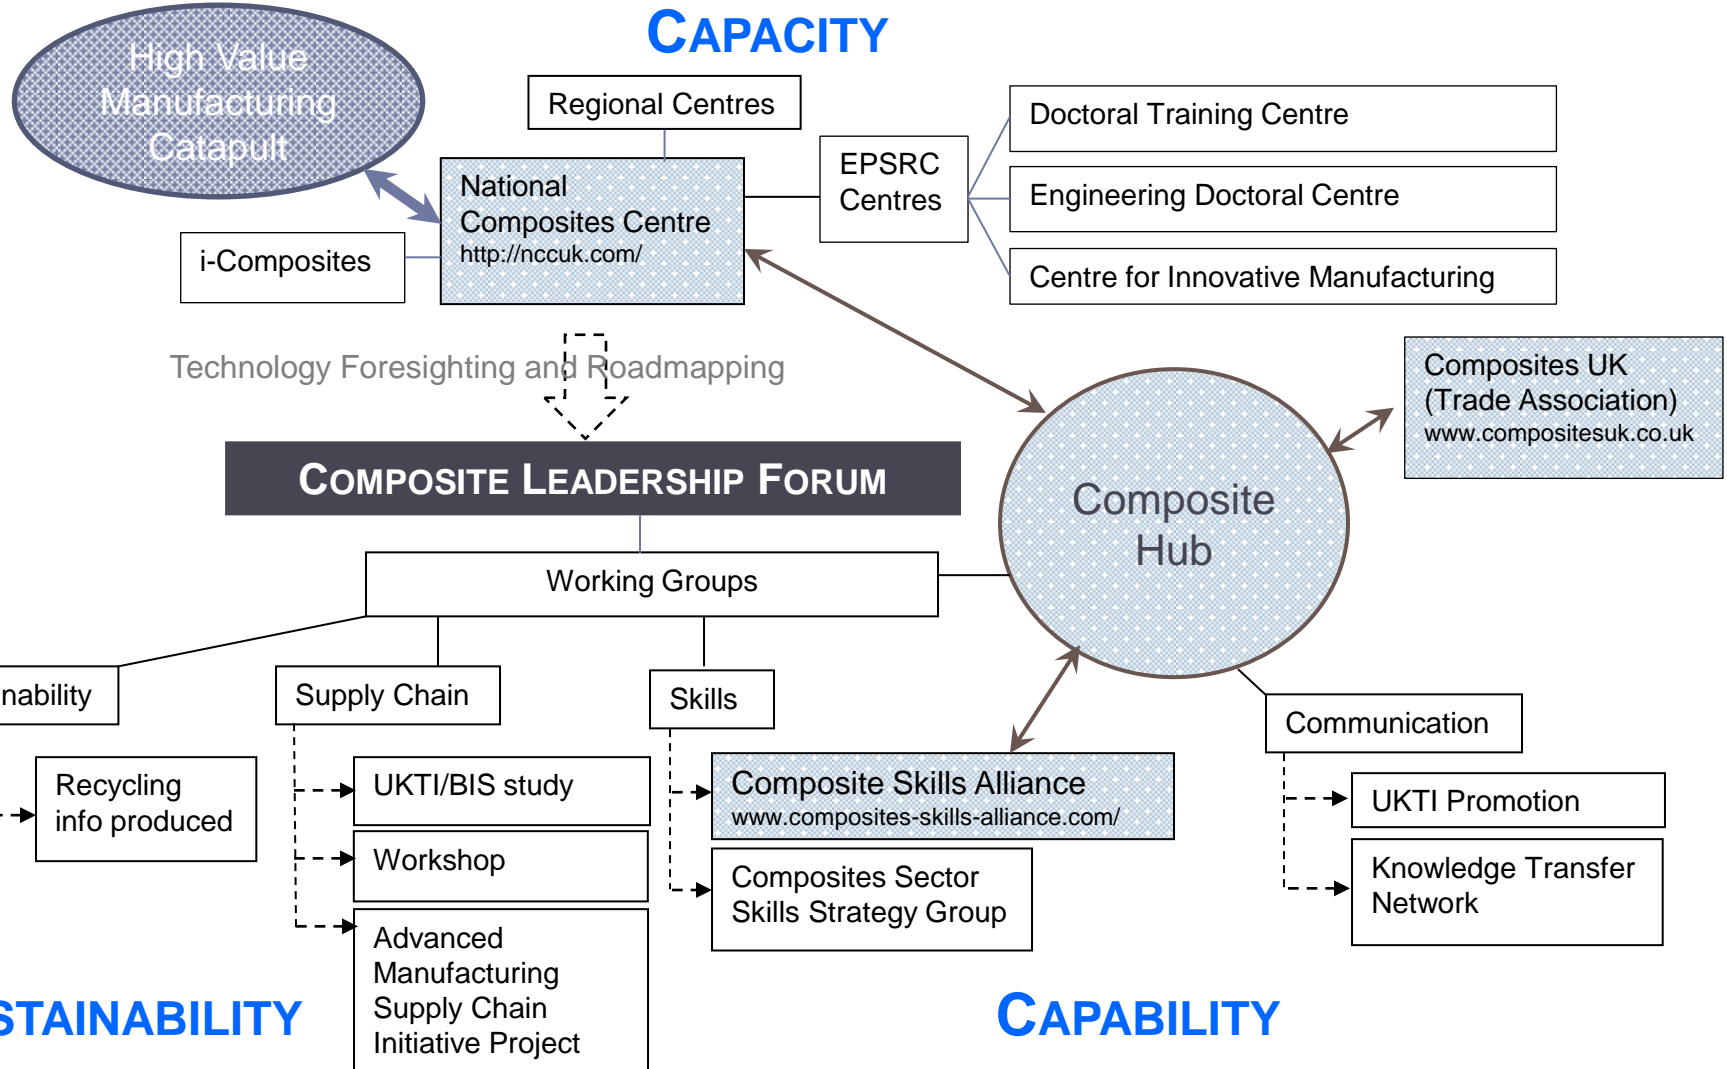 CAPACITY
High Value
Manufacturing
Catapult
Regional Centres
National
Composites Centre
http://nccuk.com/
i-Composites
EPSRC
Centres
Doctoral Training Centre
Engineering Doctoral Centre
Centre for Innovative Manufacturing
Technology Foresighting and Roadmapping
COMPOSITE LEADERSHIP FORUM
Composites UK
(Trade Association)
www.compositesuk.co.uk
Composite
Hub
Working Groups
nability
Supply Chain
Skills
Communication
Recycling
info produced
UKTI/BIS study
Workshop
Advanced
Manufacturing
Supply Chain
Initiative Project
Composite Skills Alliance
www.composites-skills-alliance.com/
Composites Sector
Skills Strategy Group
UKTI Promotion
Knowledge Transfer
Network
STAINABILITY
CAPABILITY